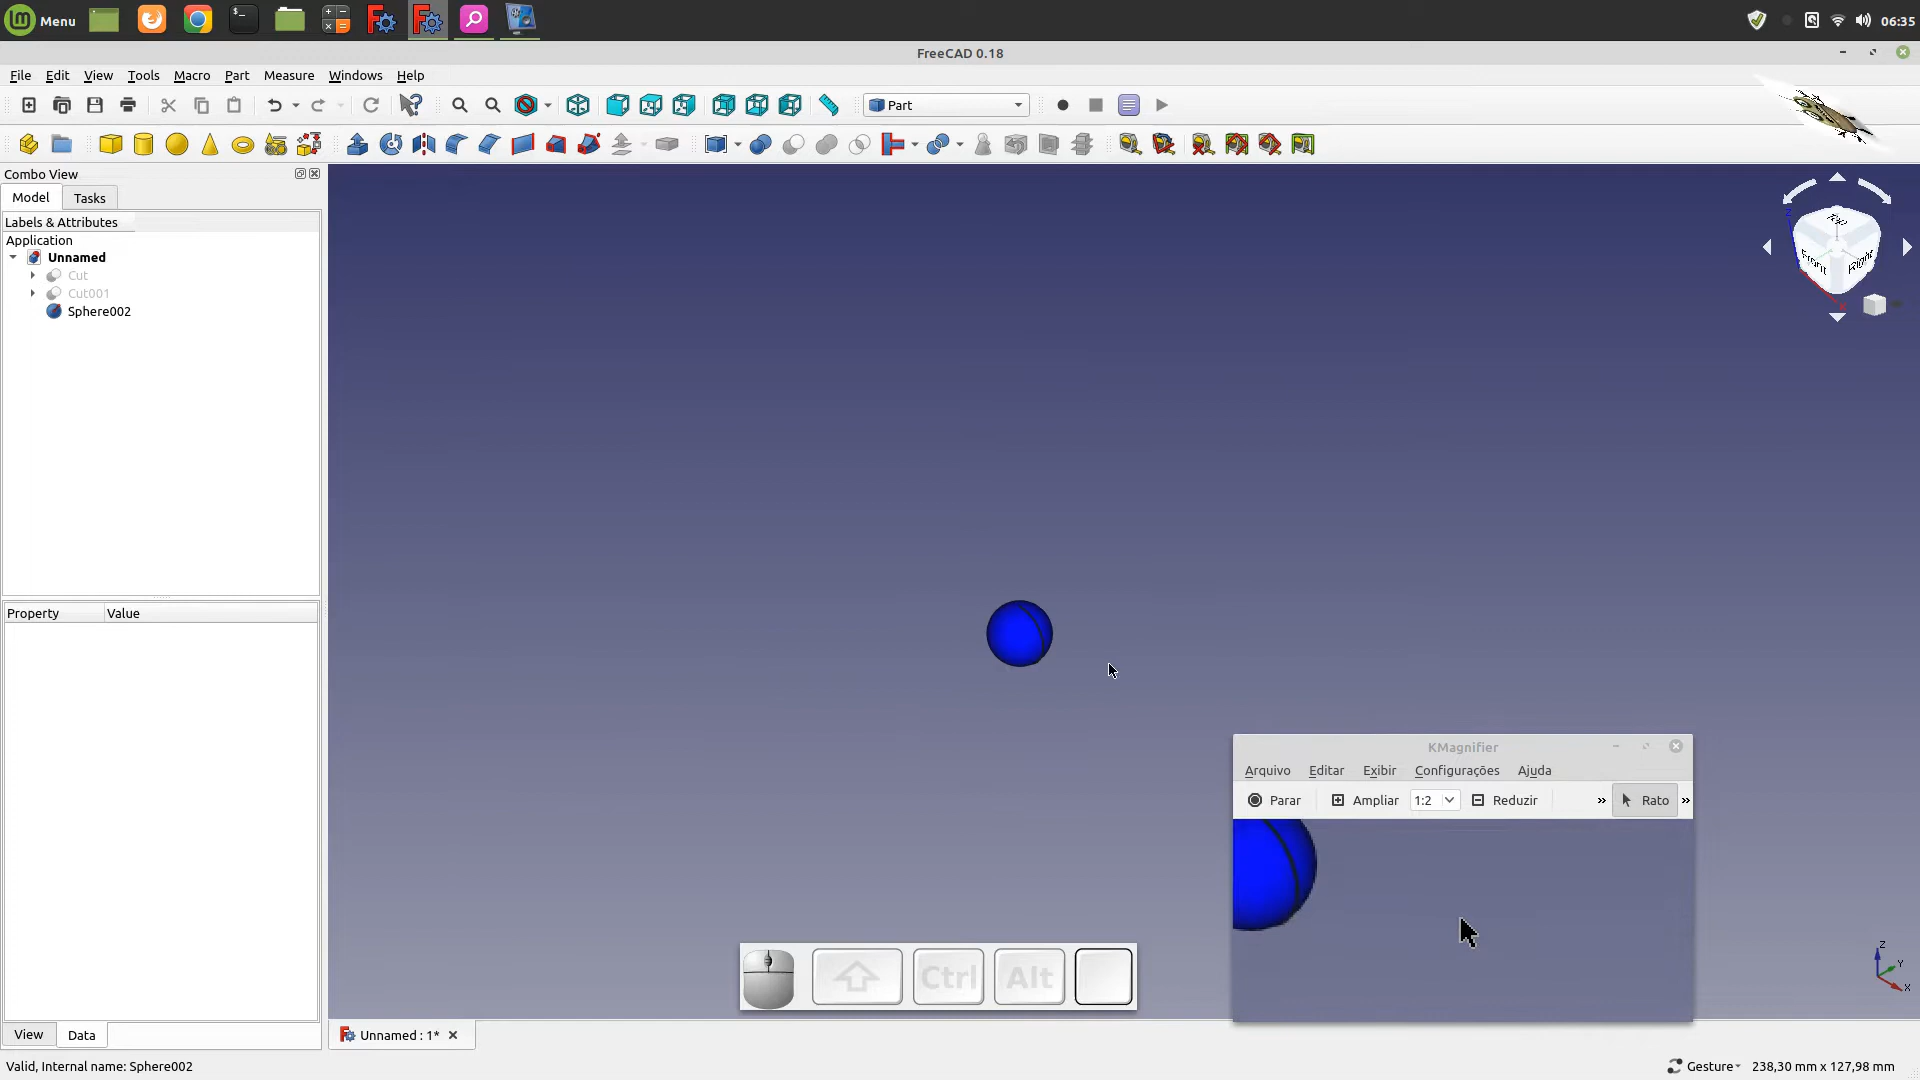 Menu
06:35
FreeCAD 0.18
File Edit View Tools Macro Part Measure Windows Help
Part
Combo View
Model Tasks
Labels & Attributes
Application
Unnamed
Cut
Cut001
Sphere002
Top
Front Right
Z
X
Property Value
KMagnifier
Arquivo Editar Exibir Configurações Ajuda
Parar Ampliar 1:2 Reduzir » Rato »
Ctrl Alt
Z
Y
X
View Data
Unnamed : 1*
Valid, Internal name: Sphere002
Gesture 238,30 mm x 127,98 mm